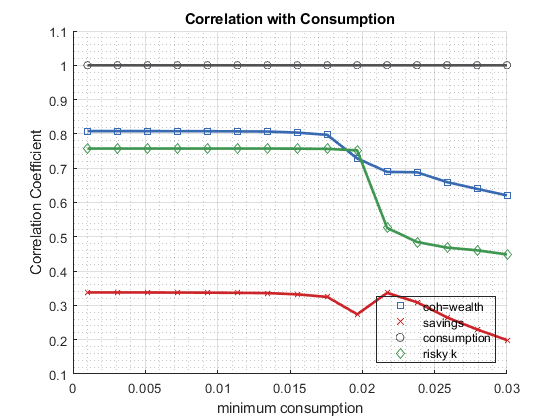 Correlation with Consumption
1.1
1
0.9
0.8
0.7
0.6
0.5
0.4
0.3
0.2
0.1
Correlation Coefficient
coh=wealth
savings
consumption
risky k
0
0.005
0.01
0.015
0.02
0.025
0.03
minimum consumption